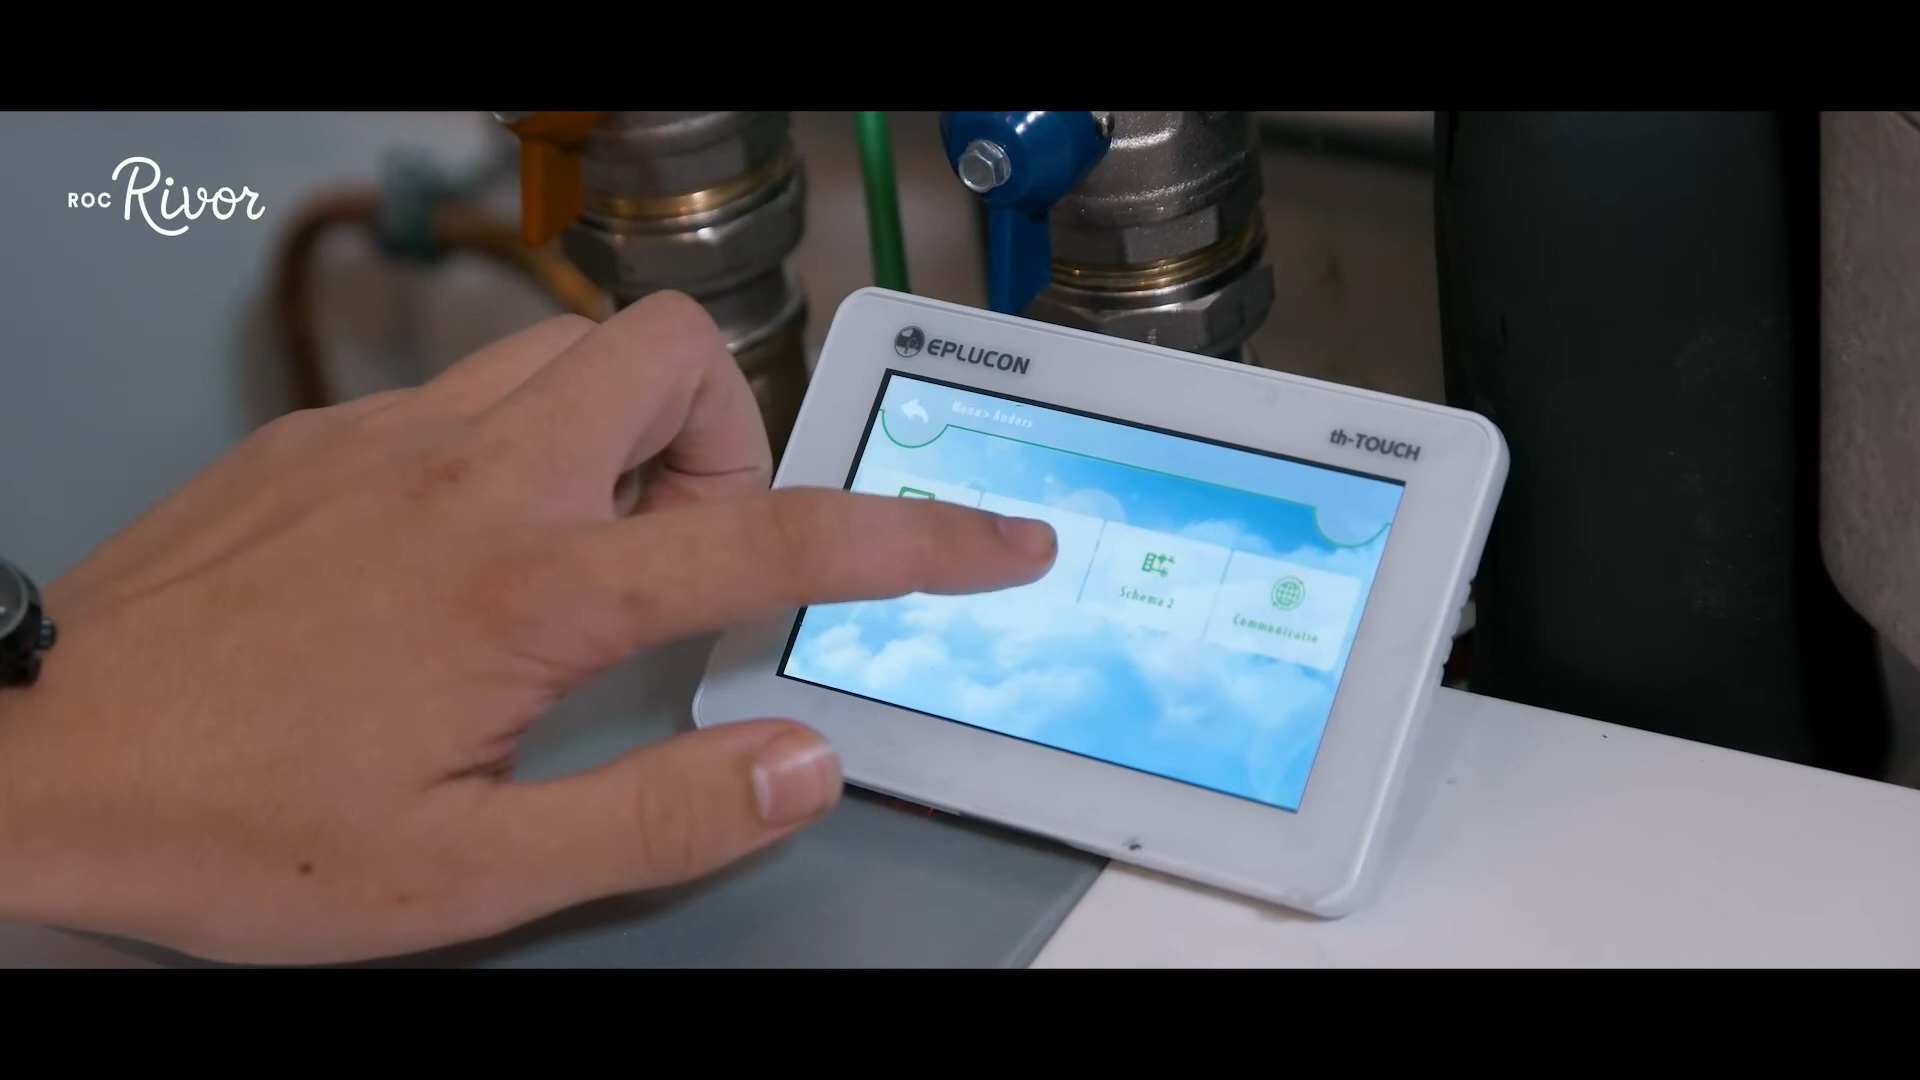 ROC Rivor
EPLUCON
th-TOUCH
Menu > Anders
Schema 2
Communicatie